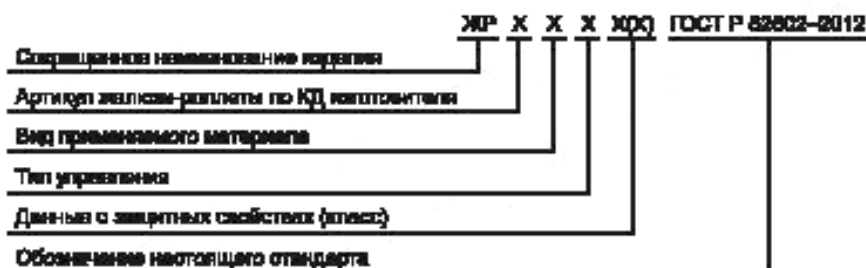 ЖР Х Х Х Х(Х) ГОСТ Р 52502–2012
Сокращенное наименование изделия
Артикул жалюзи-роллеты по КД изготовителя
Вид применяемого материала
Тип управления
Данные о защитных свойствах (класс)
Обозначение настоящего стандарта